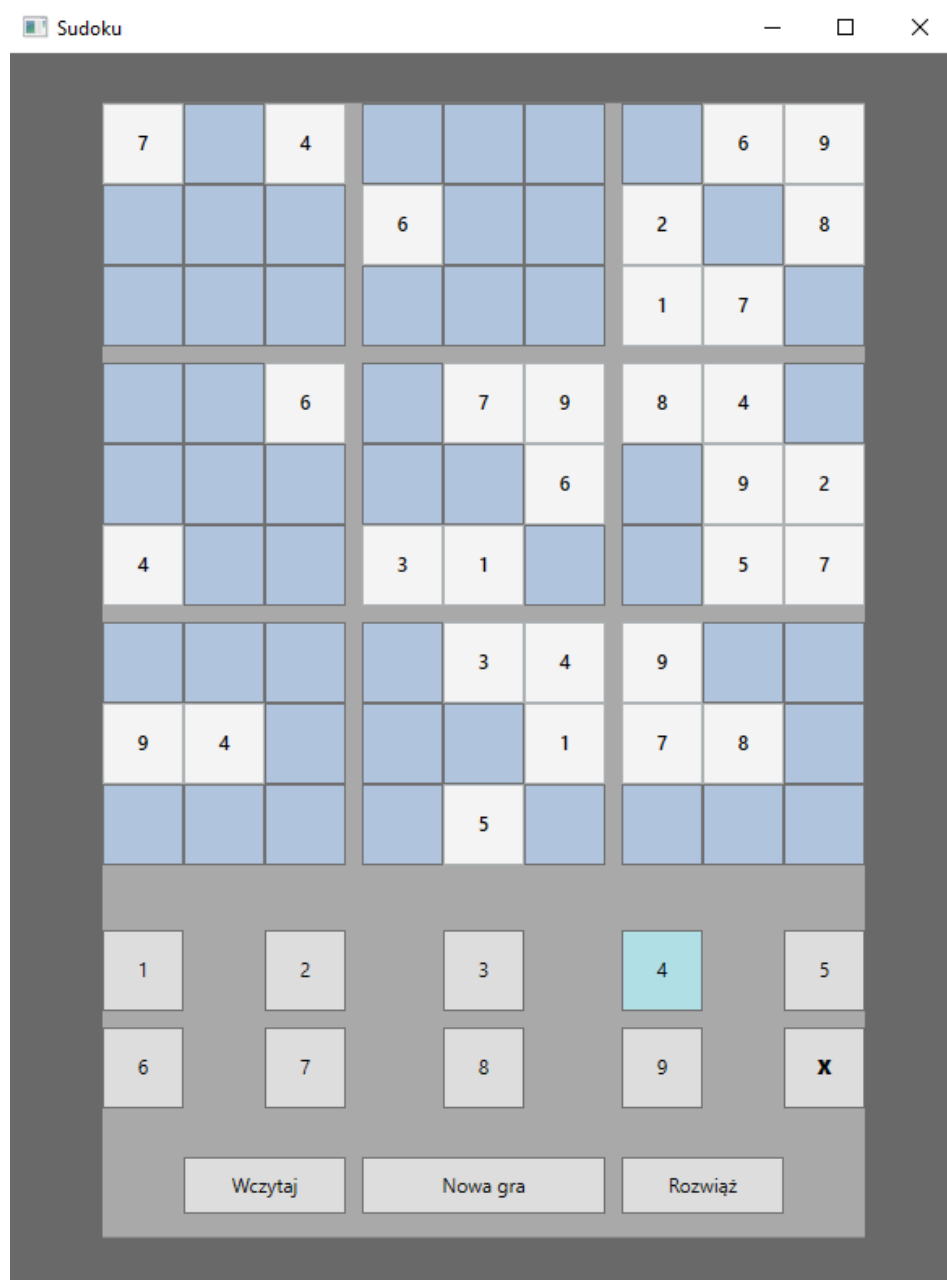 Sudoku
7 4 6 9
6 2 8
1 7
6 7 9 8 4
6 9 2
4 3 1 5 7
3 4 9
9 4 1 7 8
5
1 2 3 4 5
6 7 8 9 X
Wczytaj Nowa gra Rozwiąż